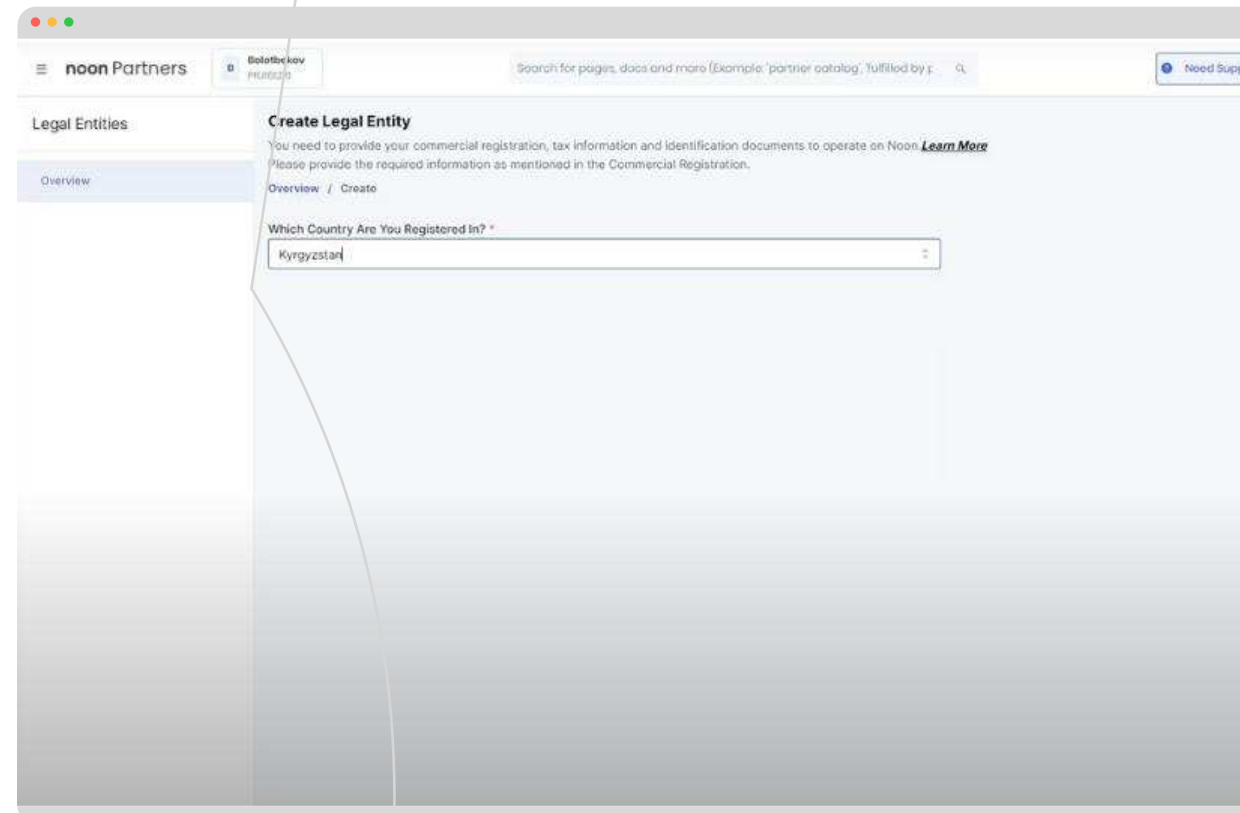 noon Partners
B
Bolotbekov
Search for pages, docs and more (Example: 'partner catalog', 'fulfilled by p
Need Supp
Legal Entities
Overview
Create Legal Entity
You need to provide your commercial registration, tax information and identification documents to operate on Noon. Learn More
Please provide the required information as mentioned in the Commercial Registration.
Overview / Create
Which Country Are You Registered In? *
Kyrgyzstan